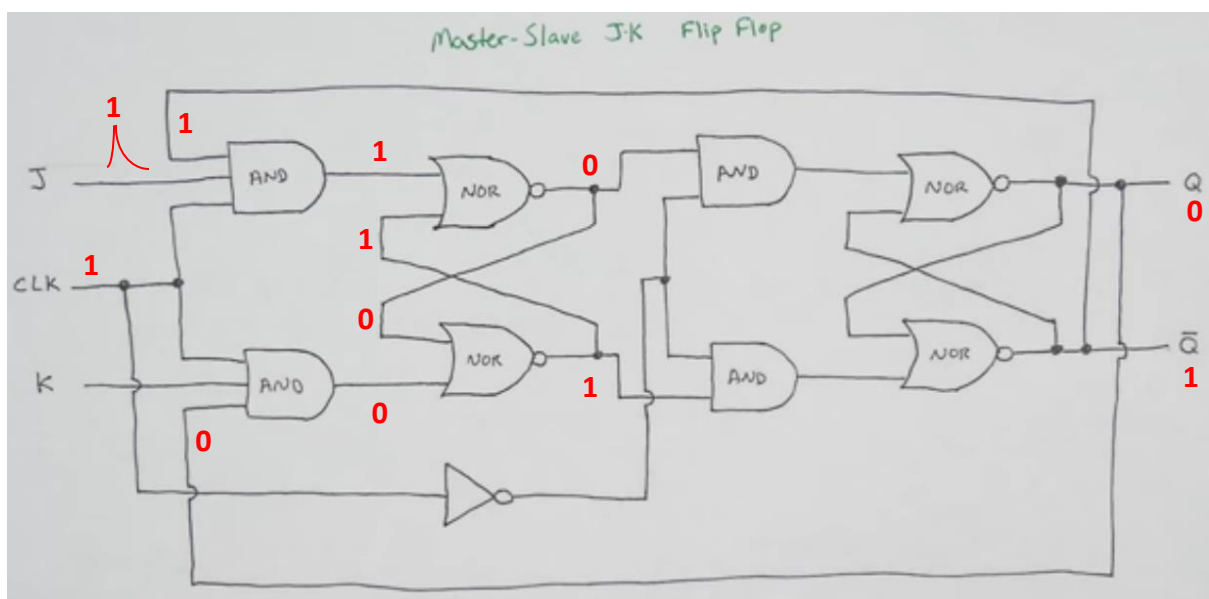 Master-Slave J-K Flip Flop
1
1
J
AND
1
NOR
0
AND
NOR
Q
0
1
CLK
1
0
NOR
1
AND
NOR
Q̅
1
K
AND
0
0